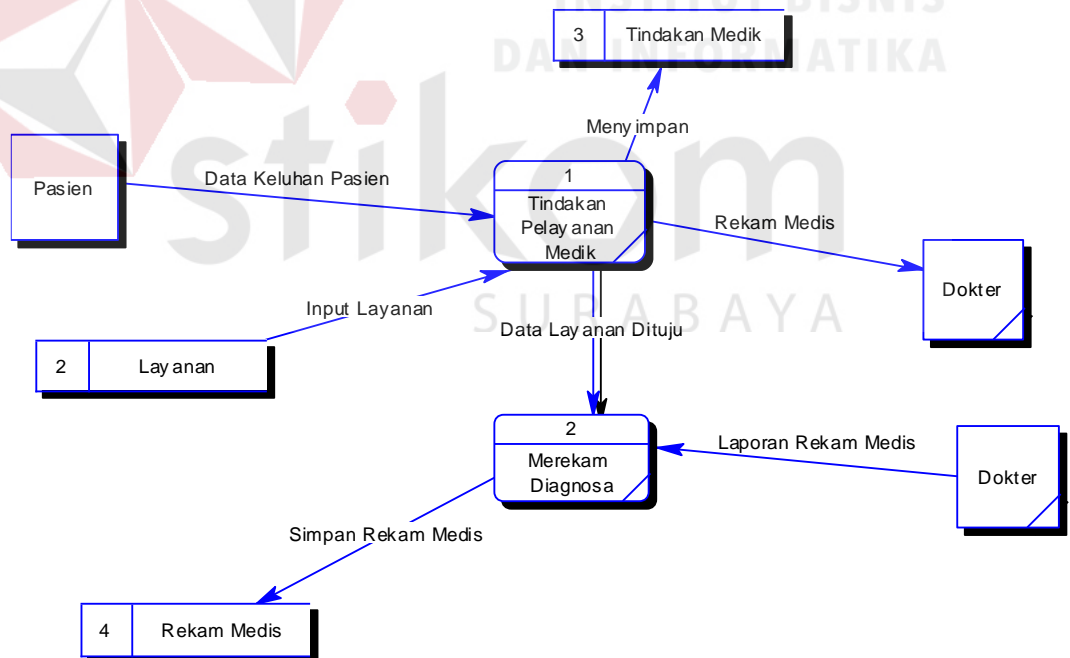 INSTITUT BISNIS
DAN INFORMATIKA
stikom
SURABAYA
3
Tindakan Medik
Menyimpan
Pasien
Data Keluhan Pasien
1
Tindakan
Pelayanan
Medik
Rekam Medis
Dokter
Input Layanan
2
Layanan
Data Layanan Dituju
2
Merekam
Diagnosa
Laporan Rekam Medis
Dokter
Simpan Rekam Medis
4
Rekam Medis